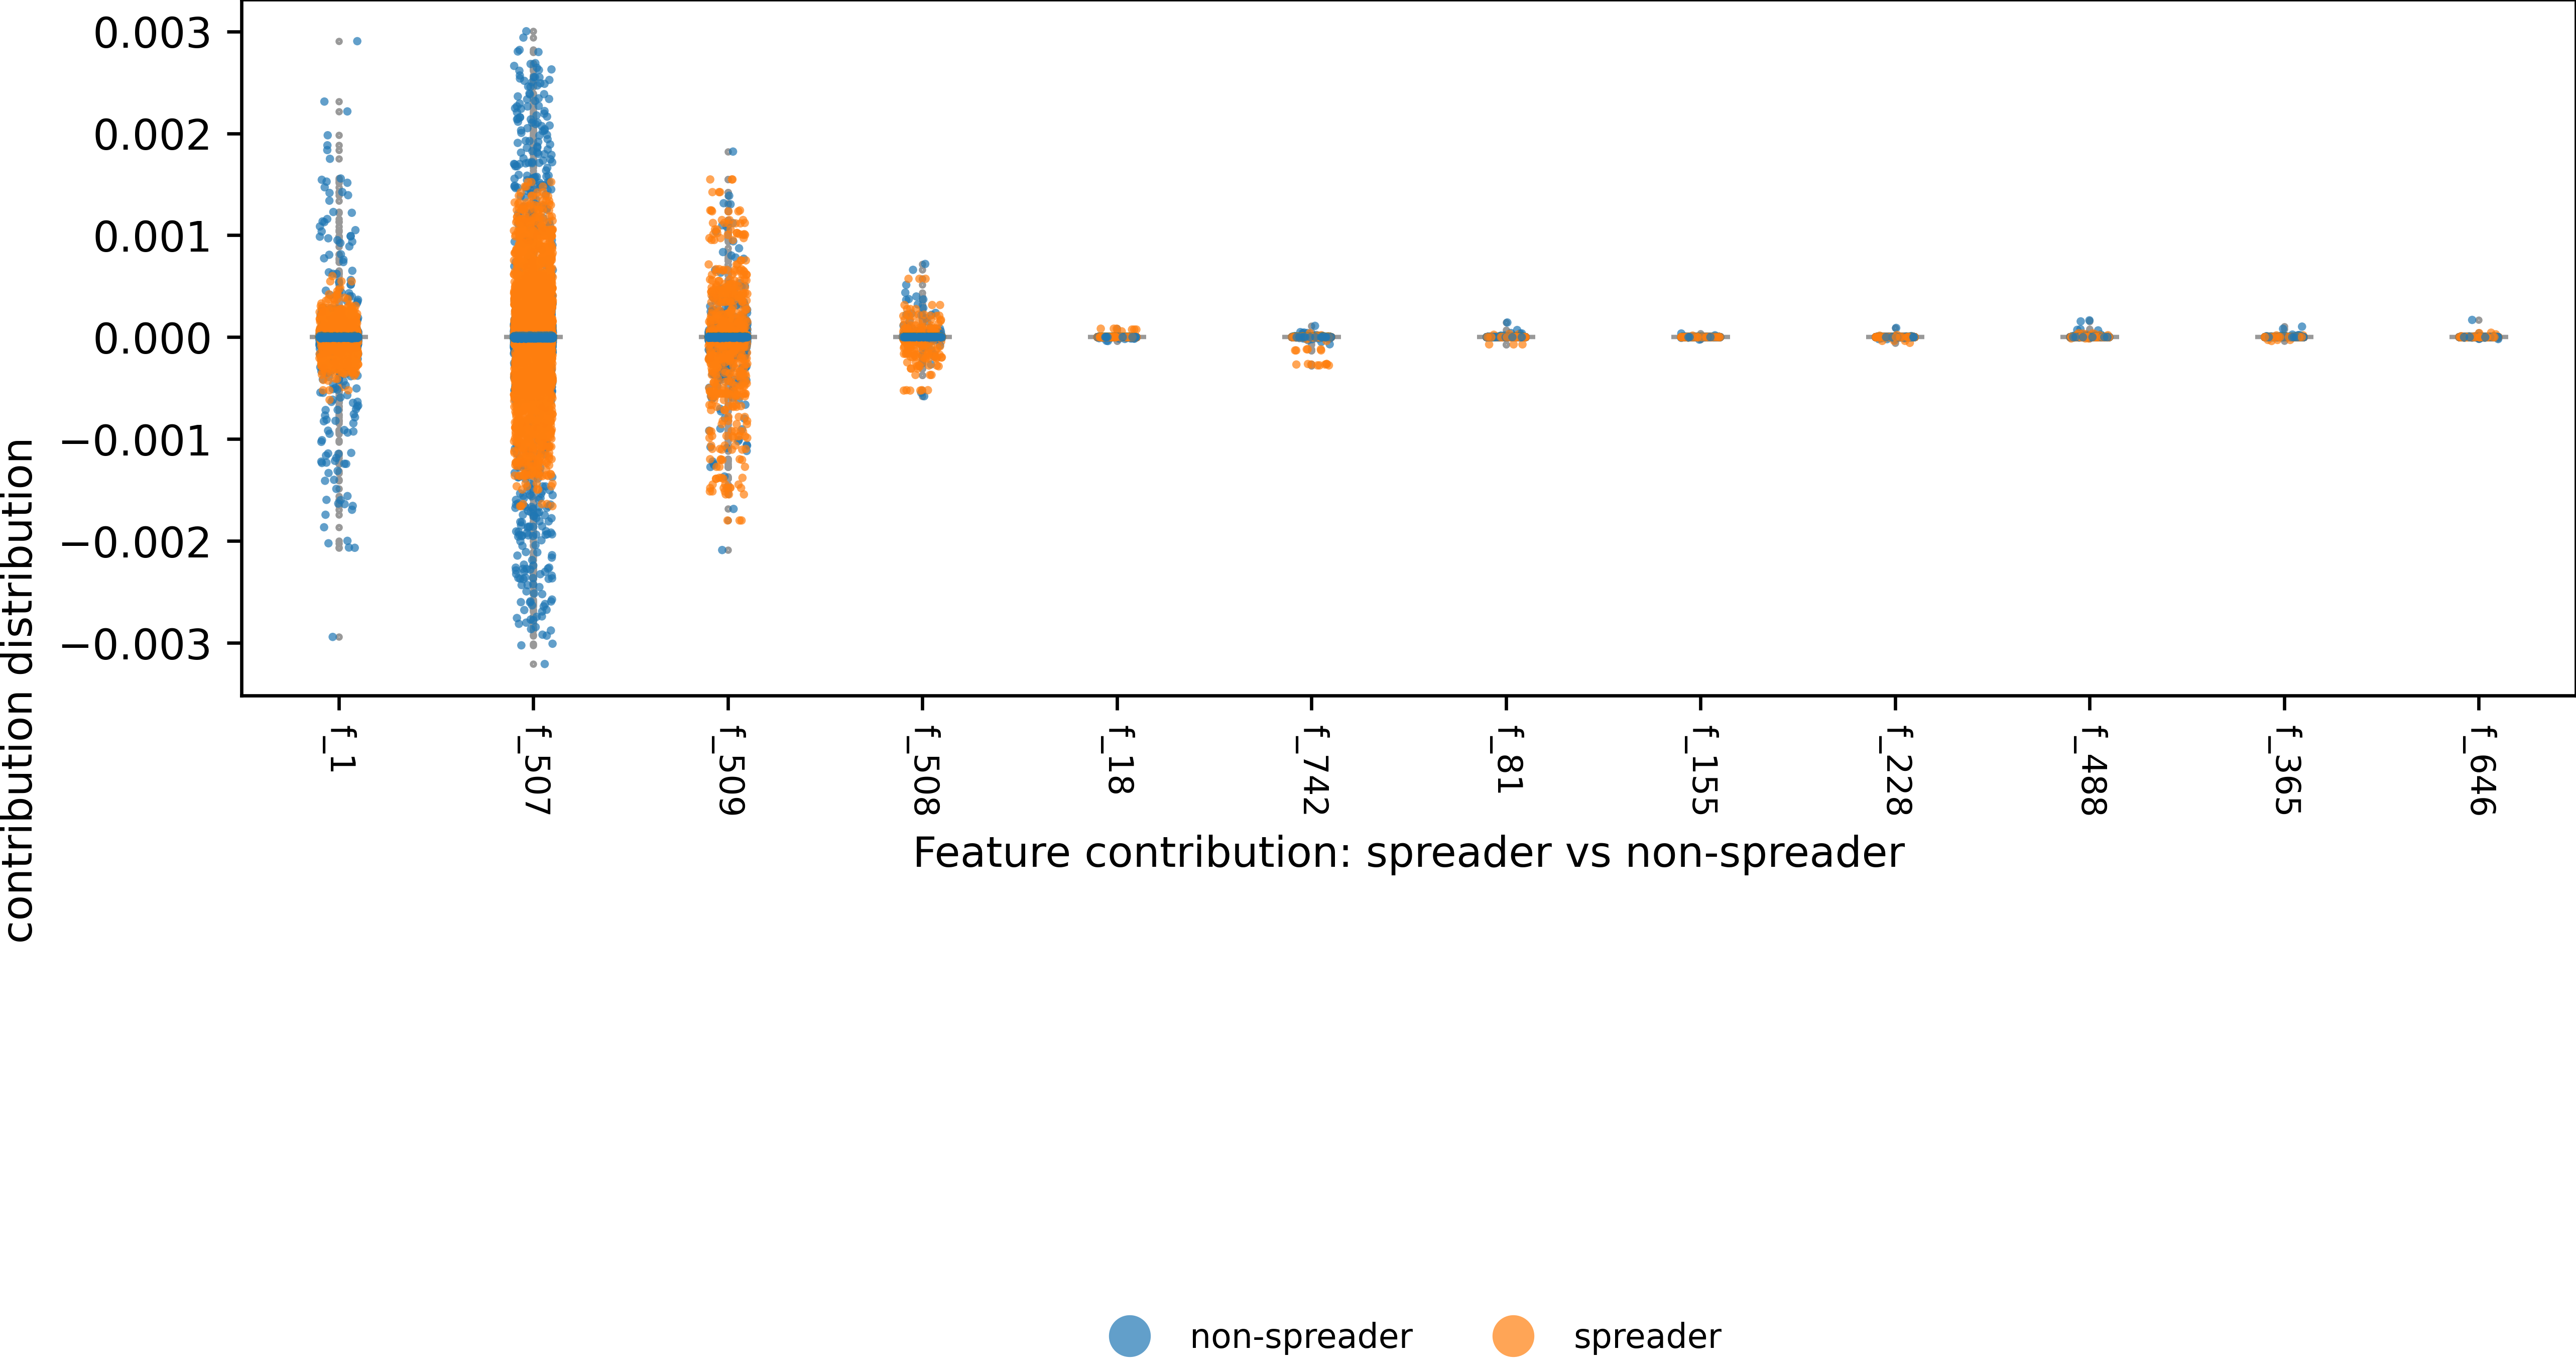 0.003
0.002
0.001
0.000
−0.001
−0.002
−0.003
contribution distribution
f_1
f_507
f_509
f_508
f_18
f_742
f_81
f_155
f_228
f_488
f_365
f_646
Feature contribution: spreader vs non-spreader
non-spreader
spreader